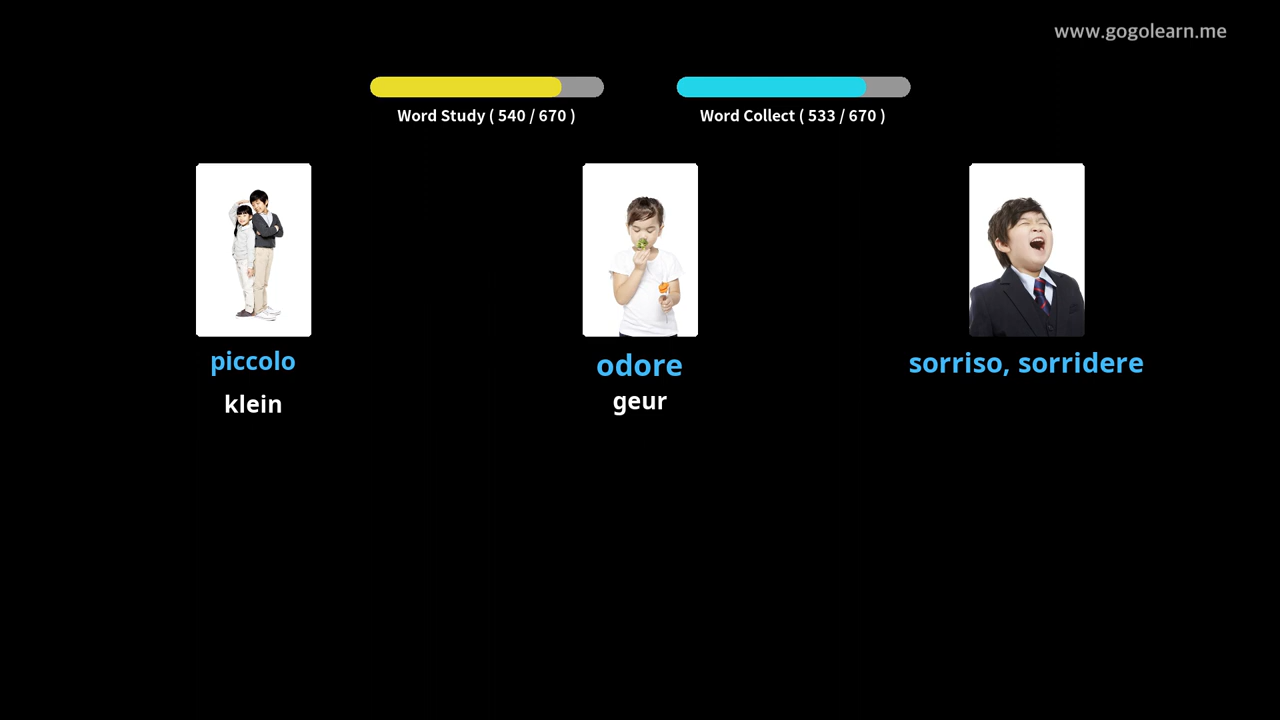 www.gogolearn.me
Word Study ( 540 / 670 )
Word Collect ( 533 / 670 )
piccolo
klein
odore
geur
sorriso, sorridere